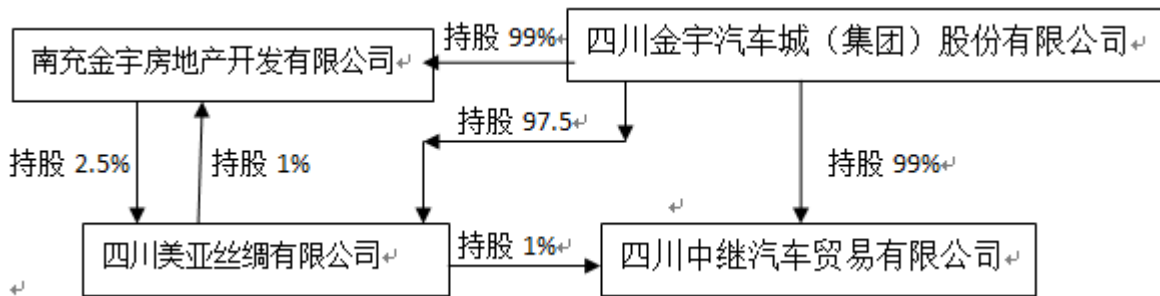 持股 99%
四川金宇汽车城（集团）股份有限公司
南充金宇房地产开发有限公司
持股 97.5
持股 2.5%
持股 1%
持股 99%
四川美亚丝绸有限公司
持股 1%
四川中继汽车贸易有限公司